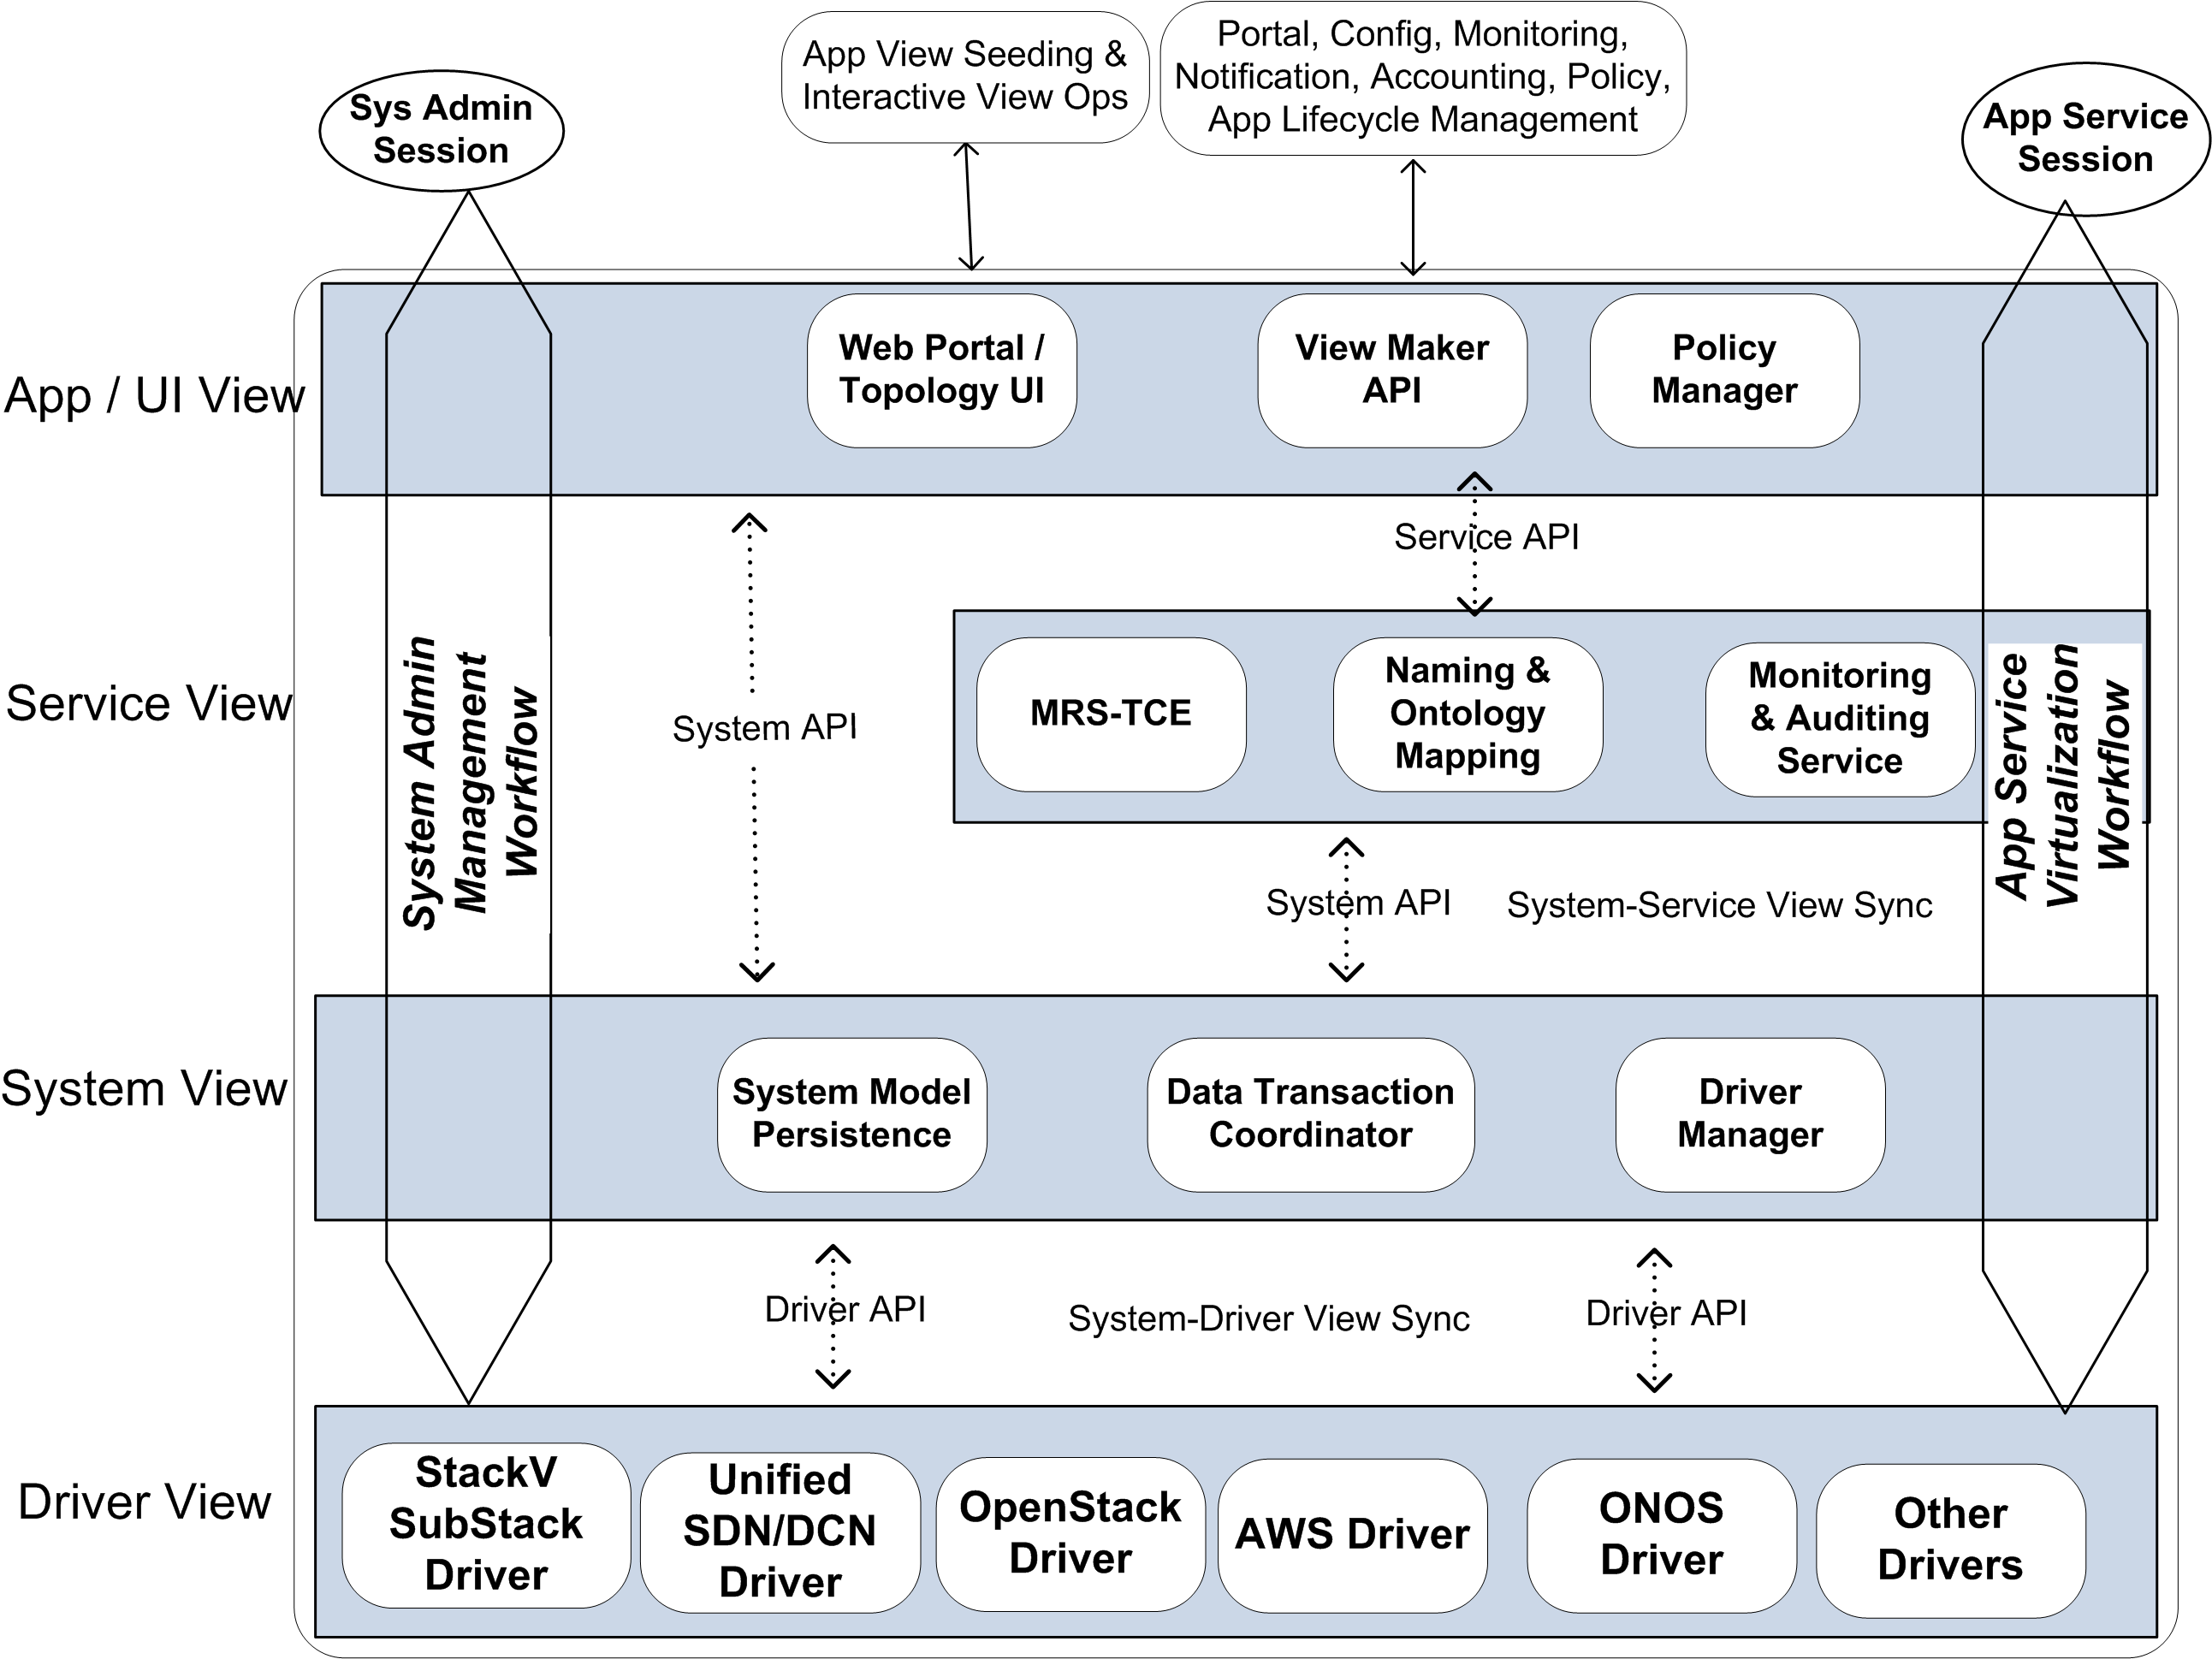 App View Seeding &
Interactive View Ops
Portal, Config, Monitoring,
Notification, Accounting, Policy,
App Lifecycle Management
Sys Admin
Session
App Service
Session
App / UI View
Web Portal /
Topology UI
View Maker
API
Policy
Manager
Service API
Service View
System Admin
Management
Workflow
System API
MRS-TCE
Naming &
Ontology
Mapping
Monitoring
& Auditing
Service
App Service
Virtualization
Workflow
System API
System-Service View Sync
System View
System Model
Persistence
Data Transaction
Coordinator
Driver
Manager
Driver API
System-Driver View Sync
Driver API
Driver View
StackV
SubStack
Driver
Unified
SDN/DCN
Driver
OpenStack
Driver
AWS Driver
ONOS
Driver
Other
Drivers